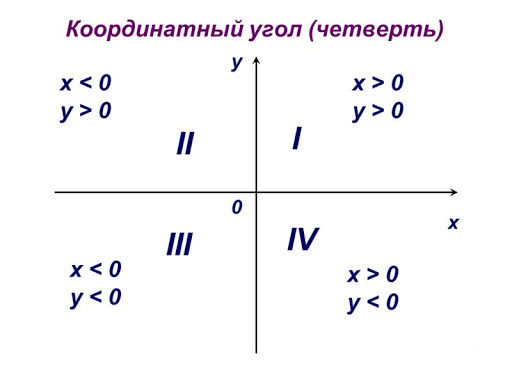 Координатный угол (четверть)
y
x < 0
y > 0
x > 0
y > 0
II
I
0
x
III
IV
x < 0
y < 0
x > 0
y < 0